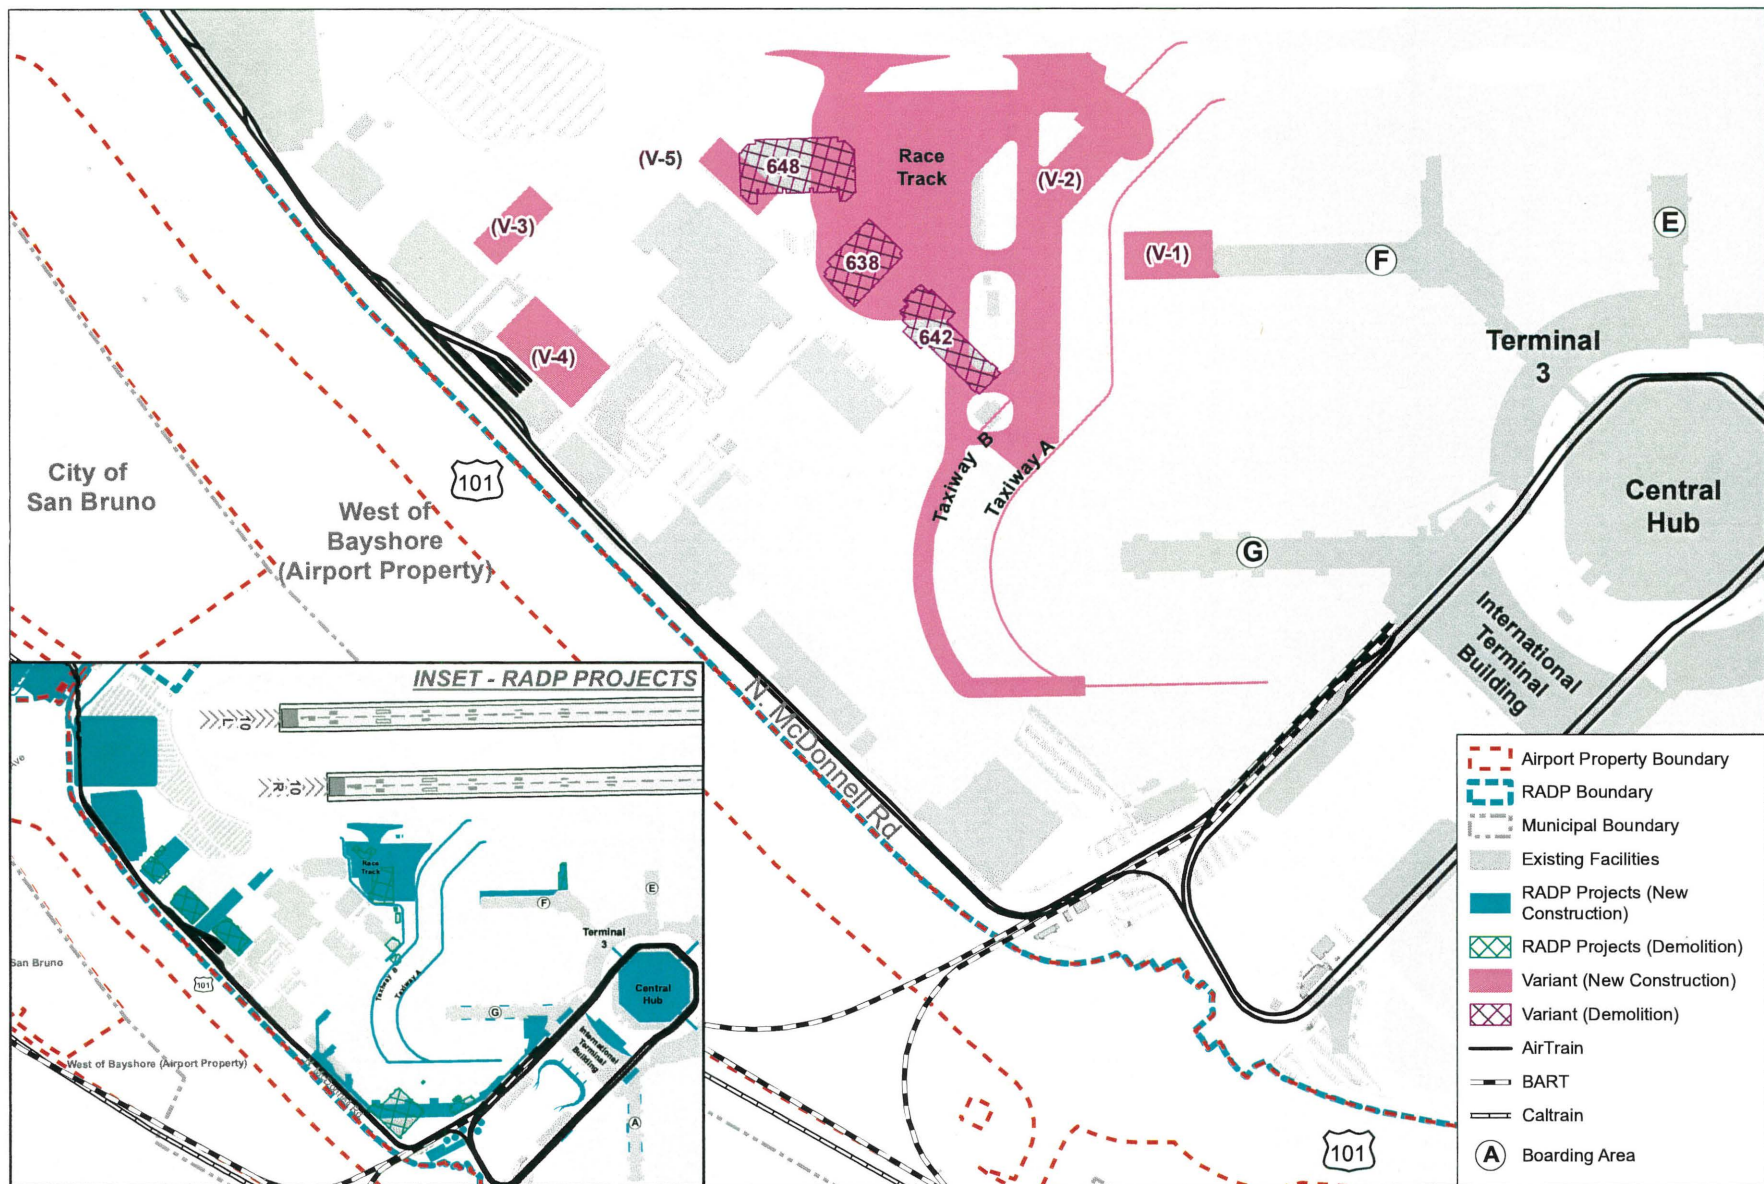 (V-5)
648
Race
Track
(V-2)
(V-3)
638
(V-1)
F
E
642
(V-4)
Terminal
3
101
City of
San Bruno
West of
Bayshore
(Airport Property)
Taxiway B
Taxiway A
Central
Hub
G
International
Terminal
Building
N. McDonnell Rd
101
INSET - RADP PROJECTS
10
L
10
R
Race
Track
E
F
Terminal
3
San Bruno
101
Taxiway B
Taxiway A
Central
Hub
G
International
Terminal
Building
West of Bayshore (Airport Property)
A
Airport Property Boundary
RADP Boundary
Municipal Boundary
Existing Facilities
RADP Projects (New
Construction)
RADP Projects (Demolition)
Variant (New Construction)
Variant (Demolition)
AirTrain
BART
Caltrain
A Boarding Area